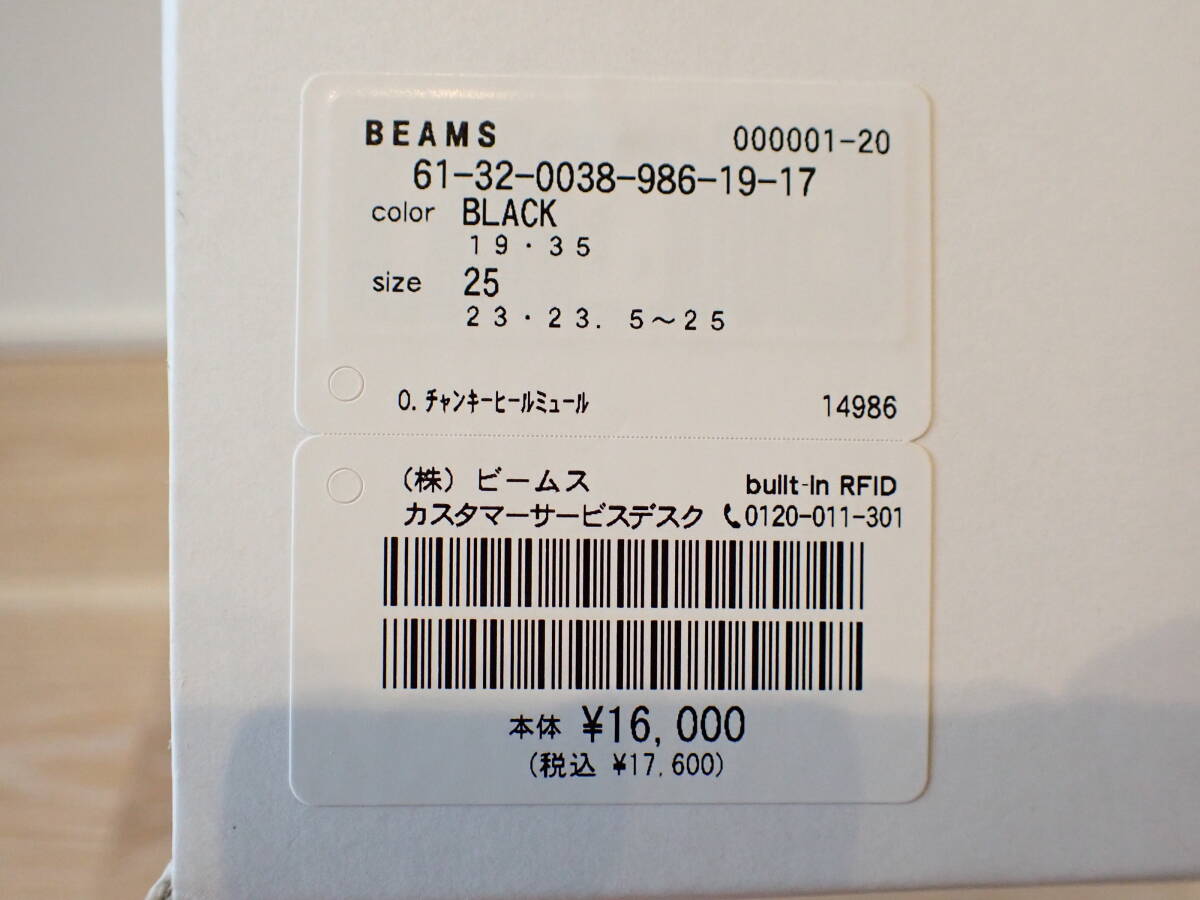 BEAMS 000001-20
61-32-0038-986-19-17
color BLACK
19・35
size 25
23・23.5〜25
0.ﾁｬﾝｷｰﾋｰﾙﾐｭｰﾙ 14986
(株)ビームス built-in RFID
カスタマーサービスデスク 0120-011-301
本体 ¥16,000
(税込 ¥17,600)